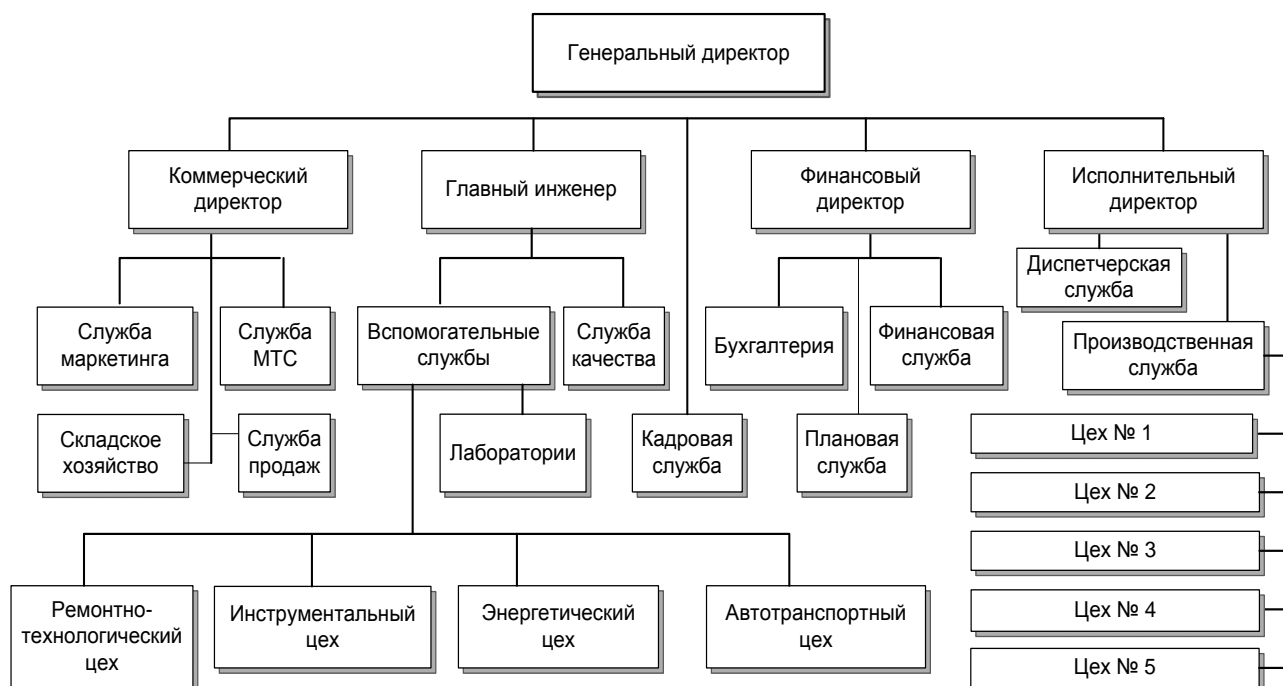 Генеральный директор
Коммерческий
директор
Главный инженер
Финансовый
директор
Исполнительный
директор
Служба
маркетинга
Служба
МТС
Вспомогательные
службы
Служба
качества
Бухгалтерия
Финансовая
служба
Диспетчерская
служба
Производственная
служба
Складское
хозяйство
Служба
продаж
Лаборатории
Кадровая
служба
Плановая
служба
Цех № 1
Цех № 2
Цех № 3
Цех № 4
Цех № 5
Ремонтно-
технологический
цех
Инструментальный
цех
Энергетический
цех
Автотранспортный
цех